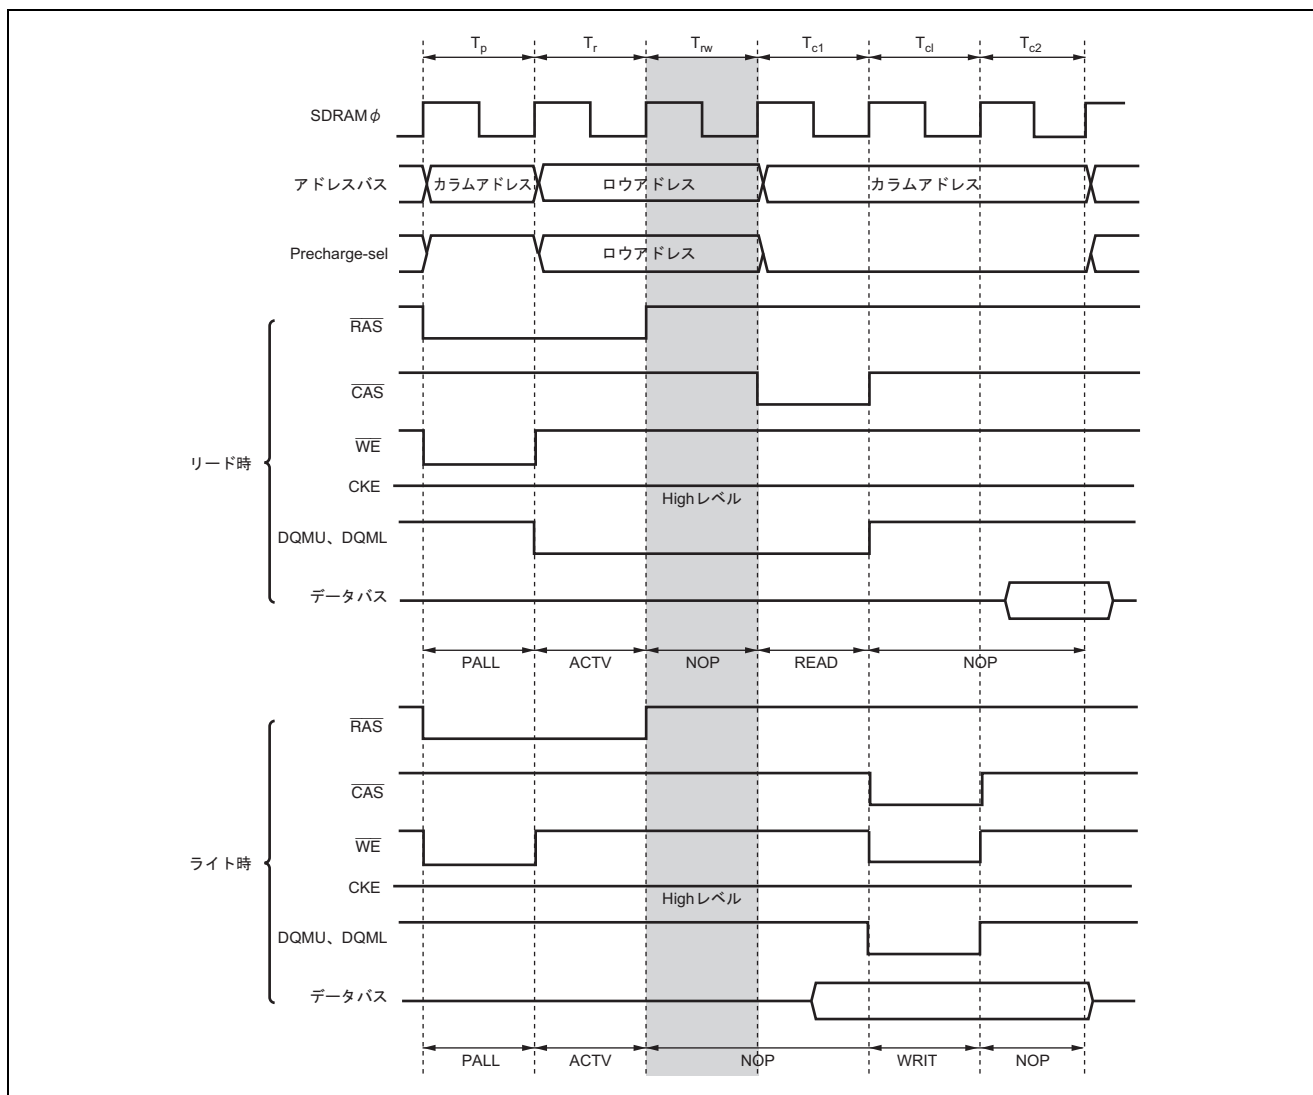 Tp Tr Trw Tc1 Tcl Tc2
SDRAMφ
アドレスバス カラムアドレス ロウアドレス カラムアドレス
Precharge-sel ロウアドレス
リード時
RAS
CAS
WE
CKE
Highレベル
DQMU、DQML
データバス
PALL ACTV NOP READ NOP
ライト時
RAS
CAS
WE
CKE
Highレベル
DQMU、DQML
データバス
PALL ACTV NOP WRIT NOP